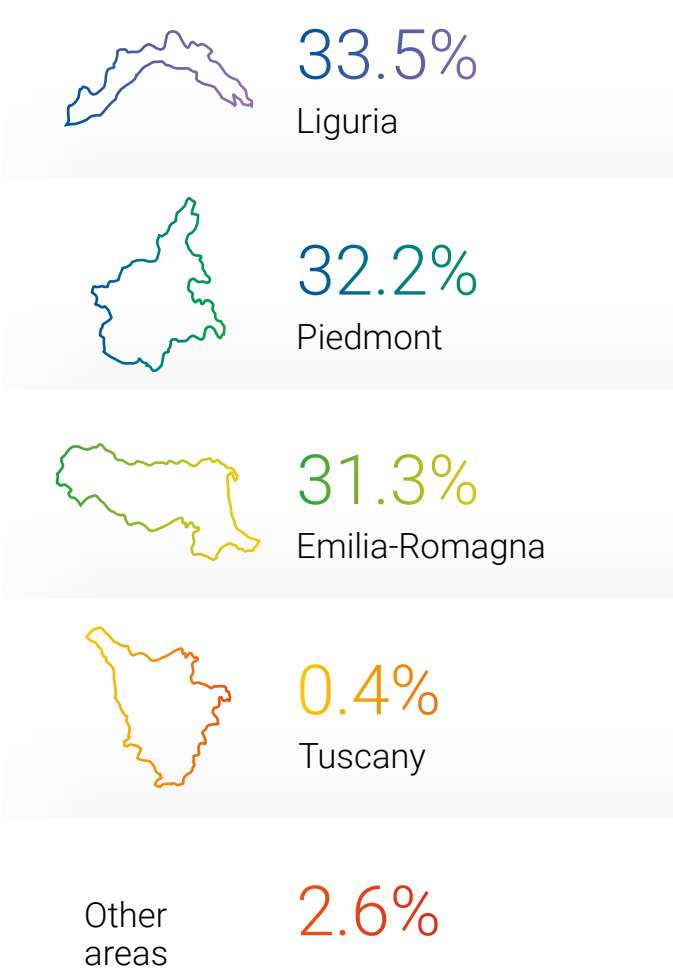 33.5%
Liguria
32.2%
Piedmont
31.3%
Emilia-Romagna
0.4%
Tuscany
Other
areas
2.6%